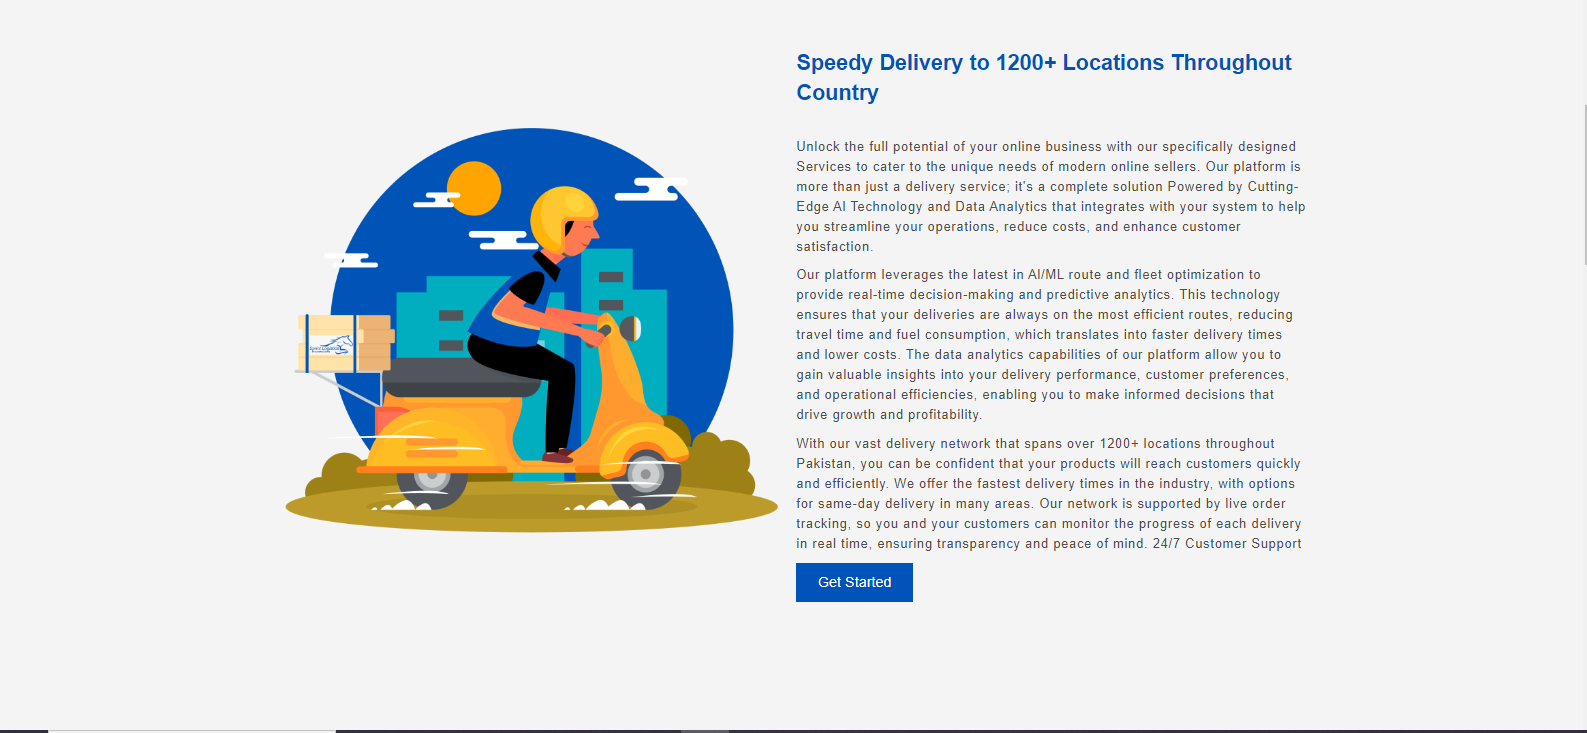 Speedy Delivery to 1200+ Locations Throughout
Country
Unlock the full potential of your online business with our specifically designed
Services to cater to the unique needs of modern online sellers. Our platform is
more than just a delivery service; it's a complete solution Powered by Cutting-
Edge AI Technology and Data Analytics that integrates with your system to help
you streamline your operations, reduce costs, and enhance customer
satisfaction.
Our platform leverages the latest in AI/ML route and fleet optimization to
provide real-time decision-making and predictive analytics. This technology
ensures that your deliveries are always on the most efficient routes, reducing
travel time and fuel consumption, which translates into faster delivery times
and lower costs. The data analytics capabilities of our platform allow you to
gain valuable insights into your delivery performance, customer preferences,
and operational efficiencies, enabling you to make informed decisions that
drive growth and profitability.
With our vast delivery network that spans over 1200+ locations throughout
Pakistan, you can be confident that your products will reach customers quickly
and efficiently. We offer the fastest delivery times in the industry, with options
for same-day delivery in many areas. Our network is supported by live order
tracking, so you and your customers can monitor the progress of each delivery
in real time, ensuring transparency and peace of mind. 24/7 Customer Support
Get Started